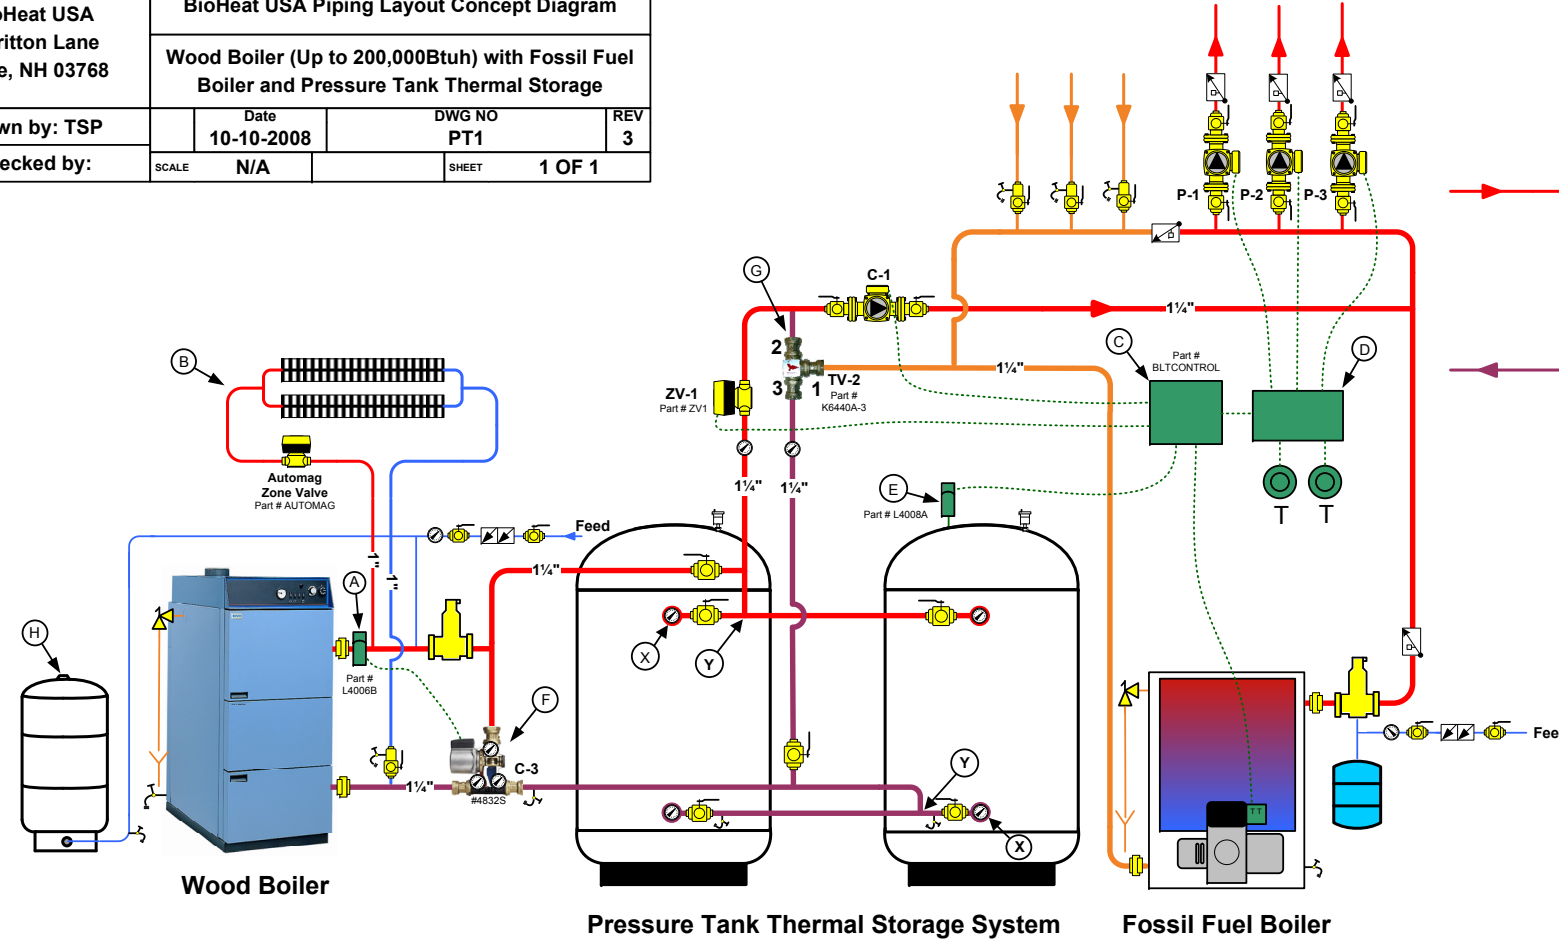 BioHeat USA Piping Layout Concept Diagram
oHeat USA
ritton Lane
e, NH 03768
Wood Boiler (Up to 200,000Btuh) with Fossil Fuel
Boiler and Pressure Tank Thermal Storage
wn by: TSP
Date
10-10-2008
DWG NO
PT1
REV
3
ecked by:
SCALE N/A
SHEET 1 OF 1
P-1
P-2
P-3
G
C-1
1¼"
2
3
1
TV-2
Part #
K6440A-3
1¼"
ZV-1
Part # ZV1
C
Part #
BLTCONTROL
D
B
Automag
Zone Valve
Part # AUTOMAG
1¼"
1¼"
E
Part # L4008A
T
T
Feed
1"
1"
1¼"
A
Part #
L4006B
H
X
Y
F
C-3
#4832S
1¼"
Y
X
Fee
TT
Wood Boiler
Pressure Tank Thermal Storage System
Fossil Fuel Boiler